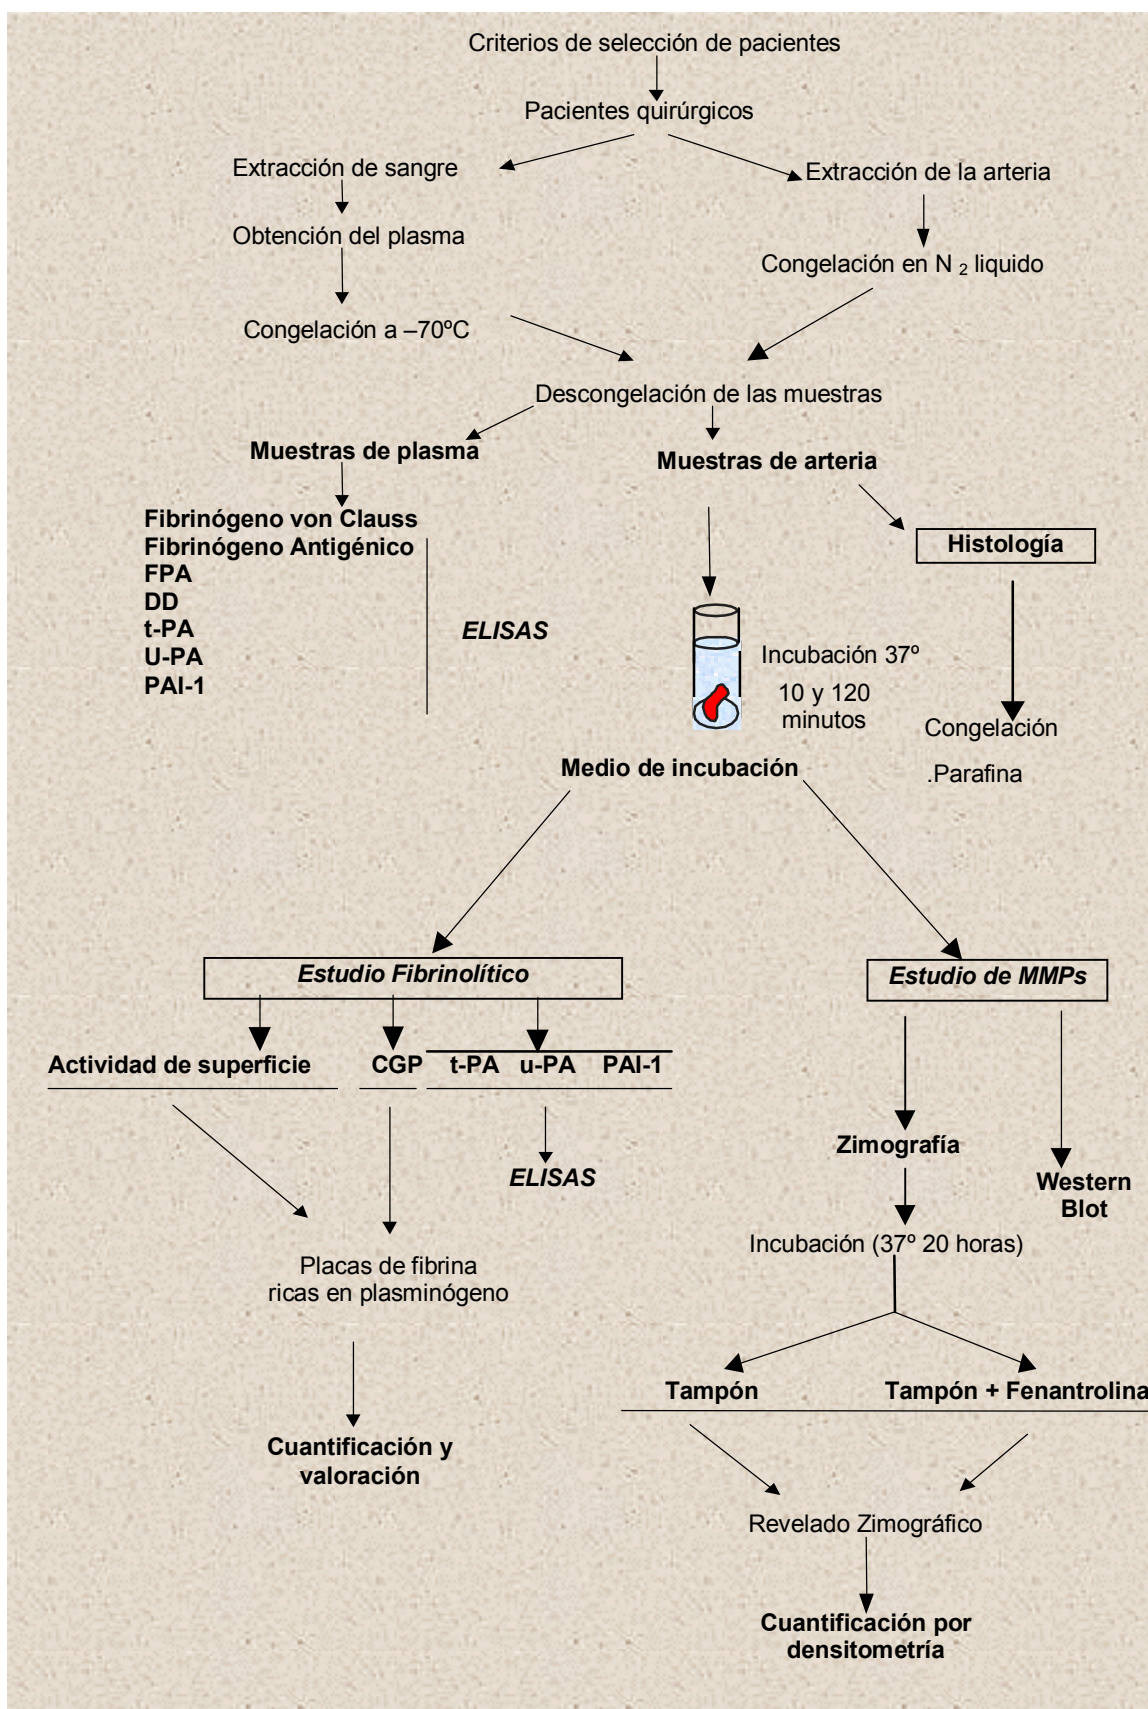 Criterios de selección de pacientes
Pacientes quirúrgicos
Extracción de sangre
Extracción de la arteria
Obtención del plasma
Congelación en N 2 liquido
Congelación a –70ºC
Descongelación de las muestras
Muestras de plasma
Muestras de arteria
Fibrinógeno von Clauss
Fibrinógeno Antigénico
FPA
DD
t-PA
U-PA
PAI-1
ELISAS
Histología
Incubación 37º
10 y 120
minutos
Congelación
.Parafina
Medio de incubación
Estudio Fibrinolítico
Estudio de MMPs
Actividad de superficie
CGP
t-PA u-PA PAI-1
ELISAS
Zimografía
Western
Blot
Incubación (37º 20 horas)
Placas de fibrina
ricas en plasminógeno
Tampón
Tampón + Fenantrolina
Cuantificación y
valoración
Revelado Zimográfico
Cuantificación por
densitometría